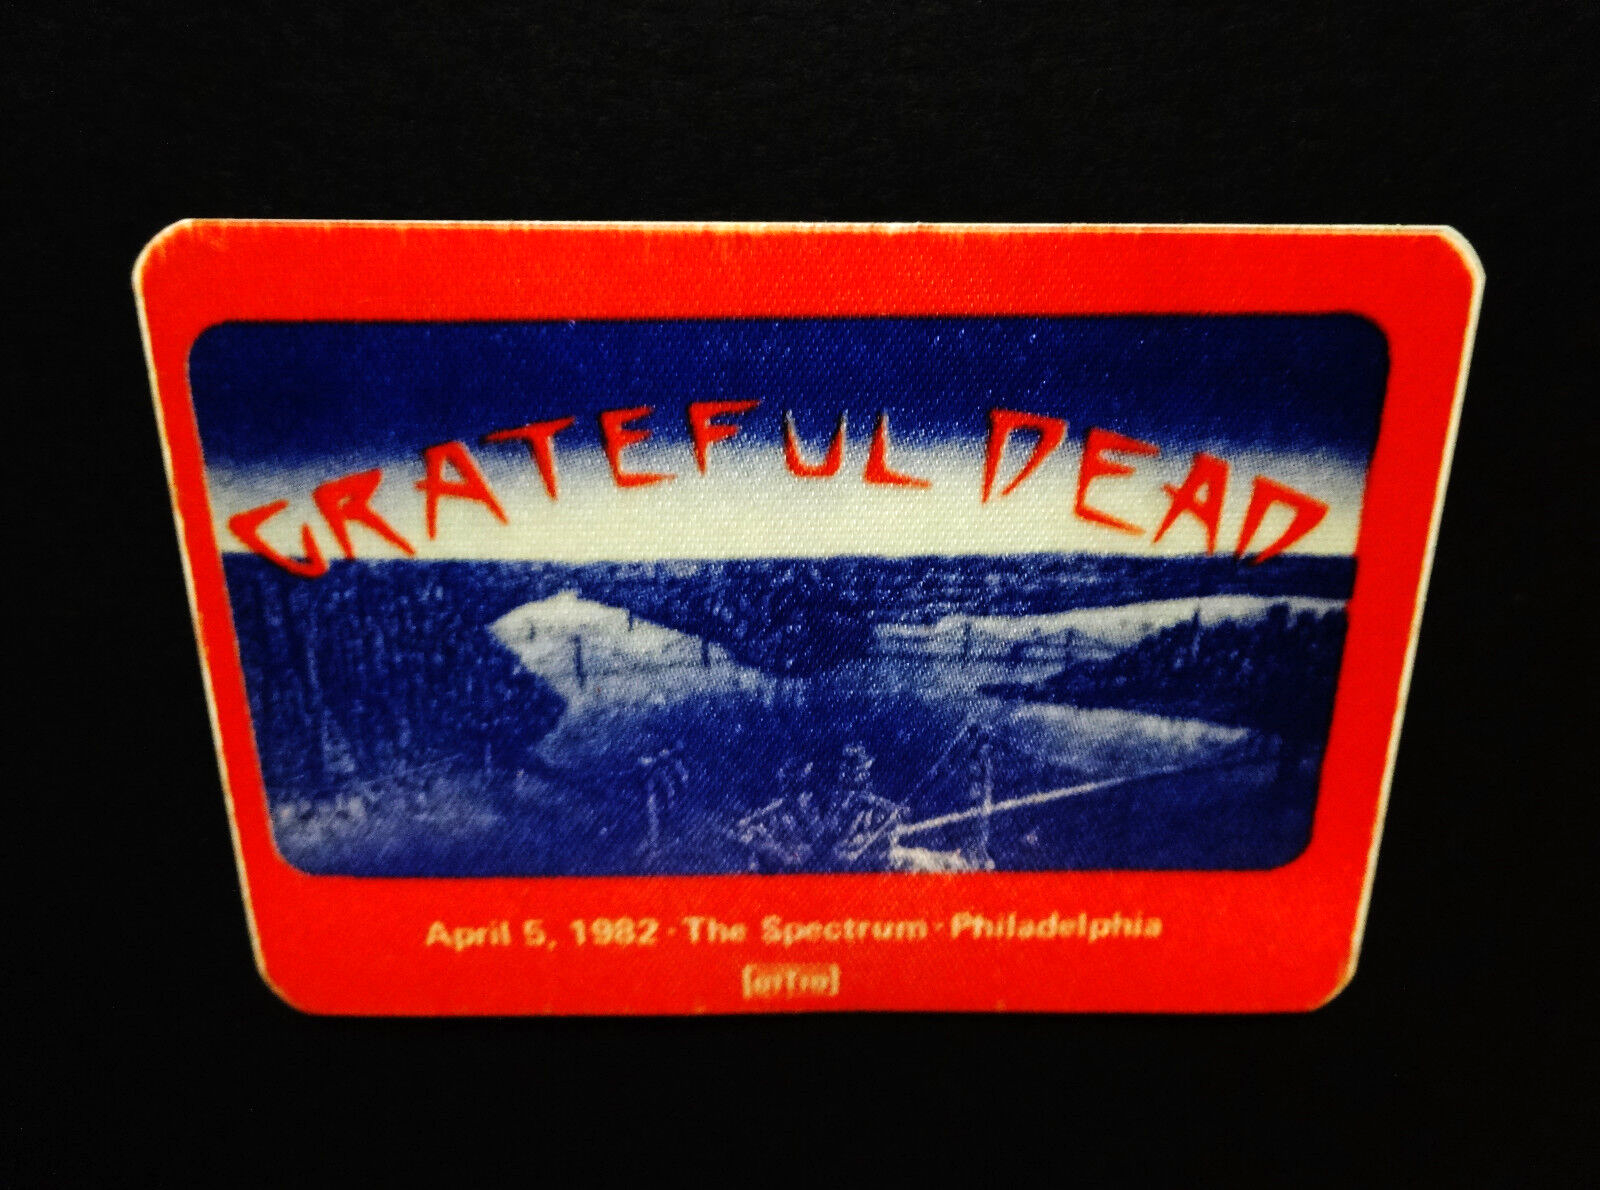 GRATEFUL DEAD
April 5, 1982 · The Spectrum · Philadelphia